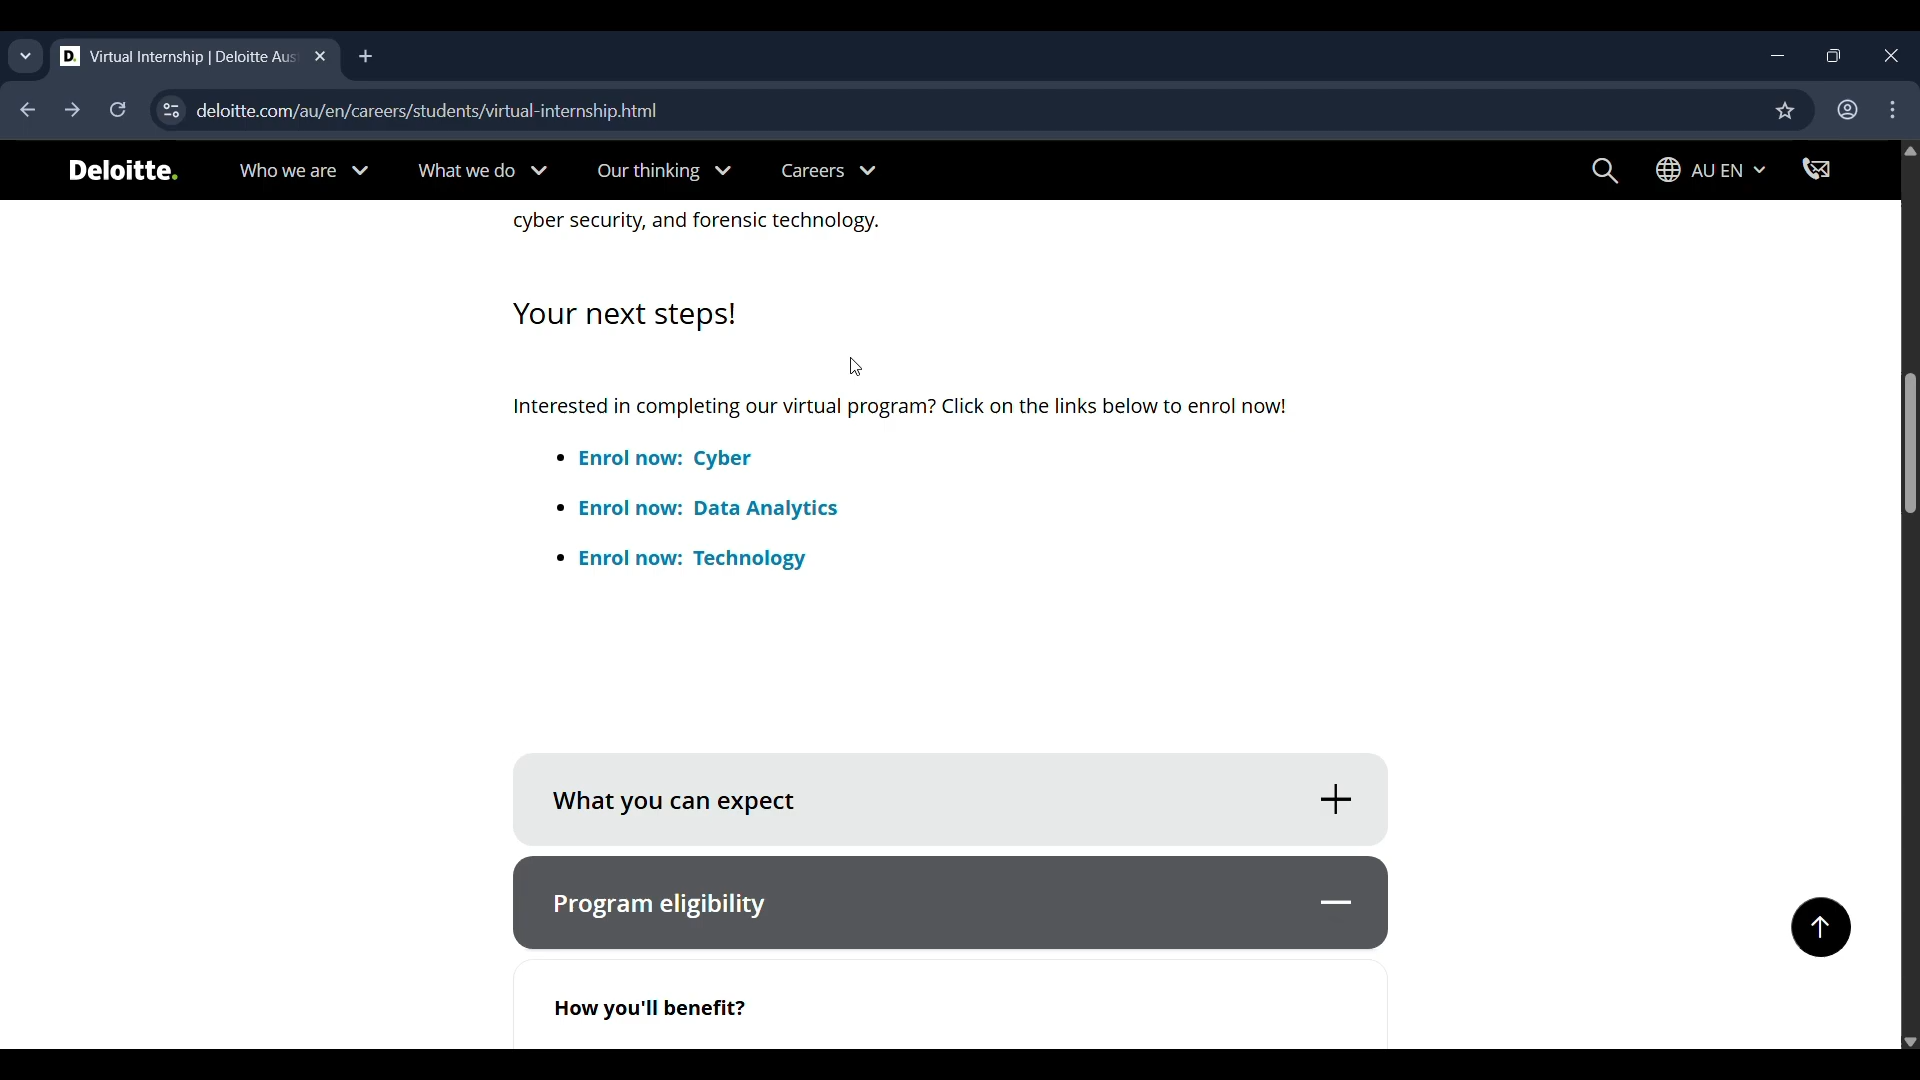 Virtual Internship | Deloitte Aus
deloitte.com/au/en/careers/students/virtual-internship.html
Deloitte. Who we are What we do Our thinking Careers AU EN
cyber security, and forensic technology.
Your next steps!
Interested in completing our virtual program? Click on the links below to enrol now!
• Enrol now: Cyber
• Enrol now: Data Analytics
• Enrol now: Technology
What you can expect
Program eligibility
How you'll benefit?